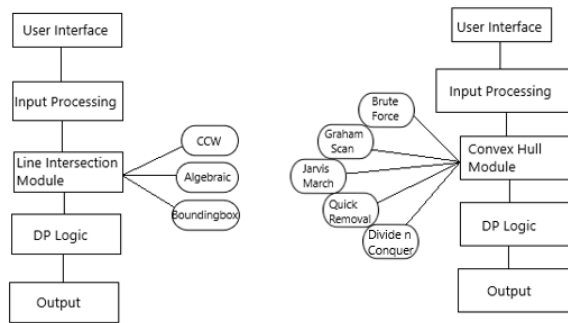 User Interface
Input Processing
Line Intersection
Module
CCW
Algebraic
Boundingbox
DP Logic
Output
User Interface
Input Processing
Convex Hull
Module
Brute
Force
Graham
Scan
Jarvis
March
Quick
Removal
Divide n
Conquer
DP Logic
Output